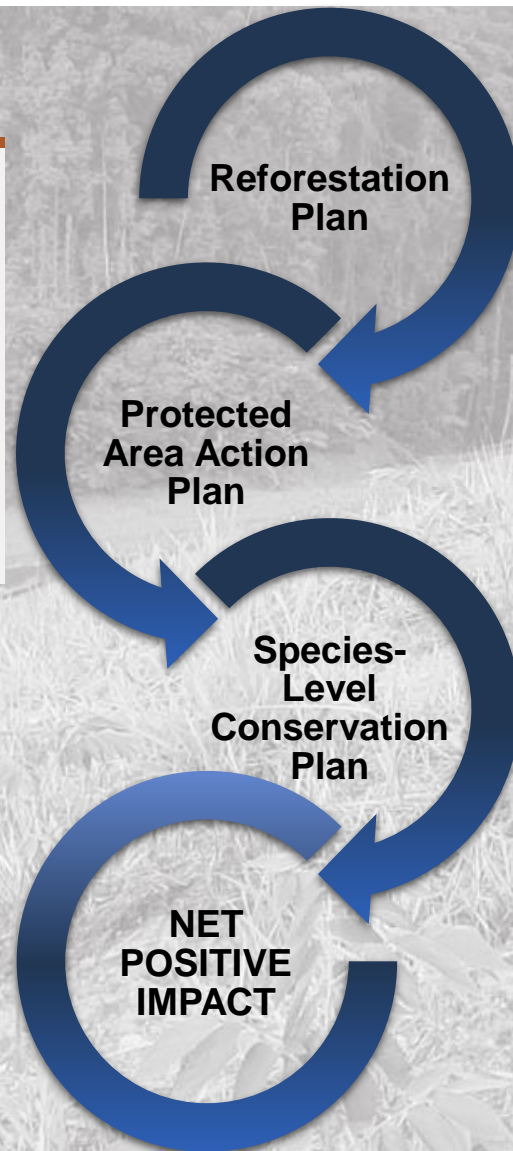 Reforestation
Plan
Protected
Area Action
Plan
Species-
Level
Conservation
Plan
NET
POSITIVE
IMPACT